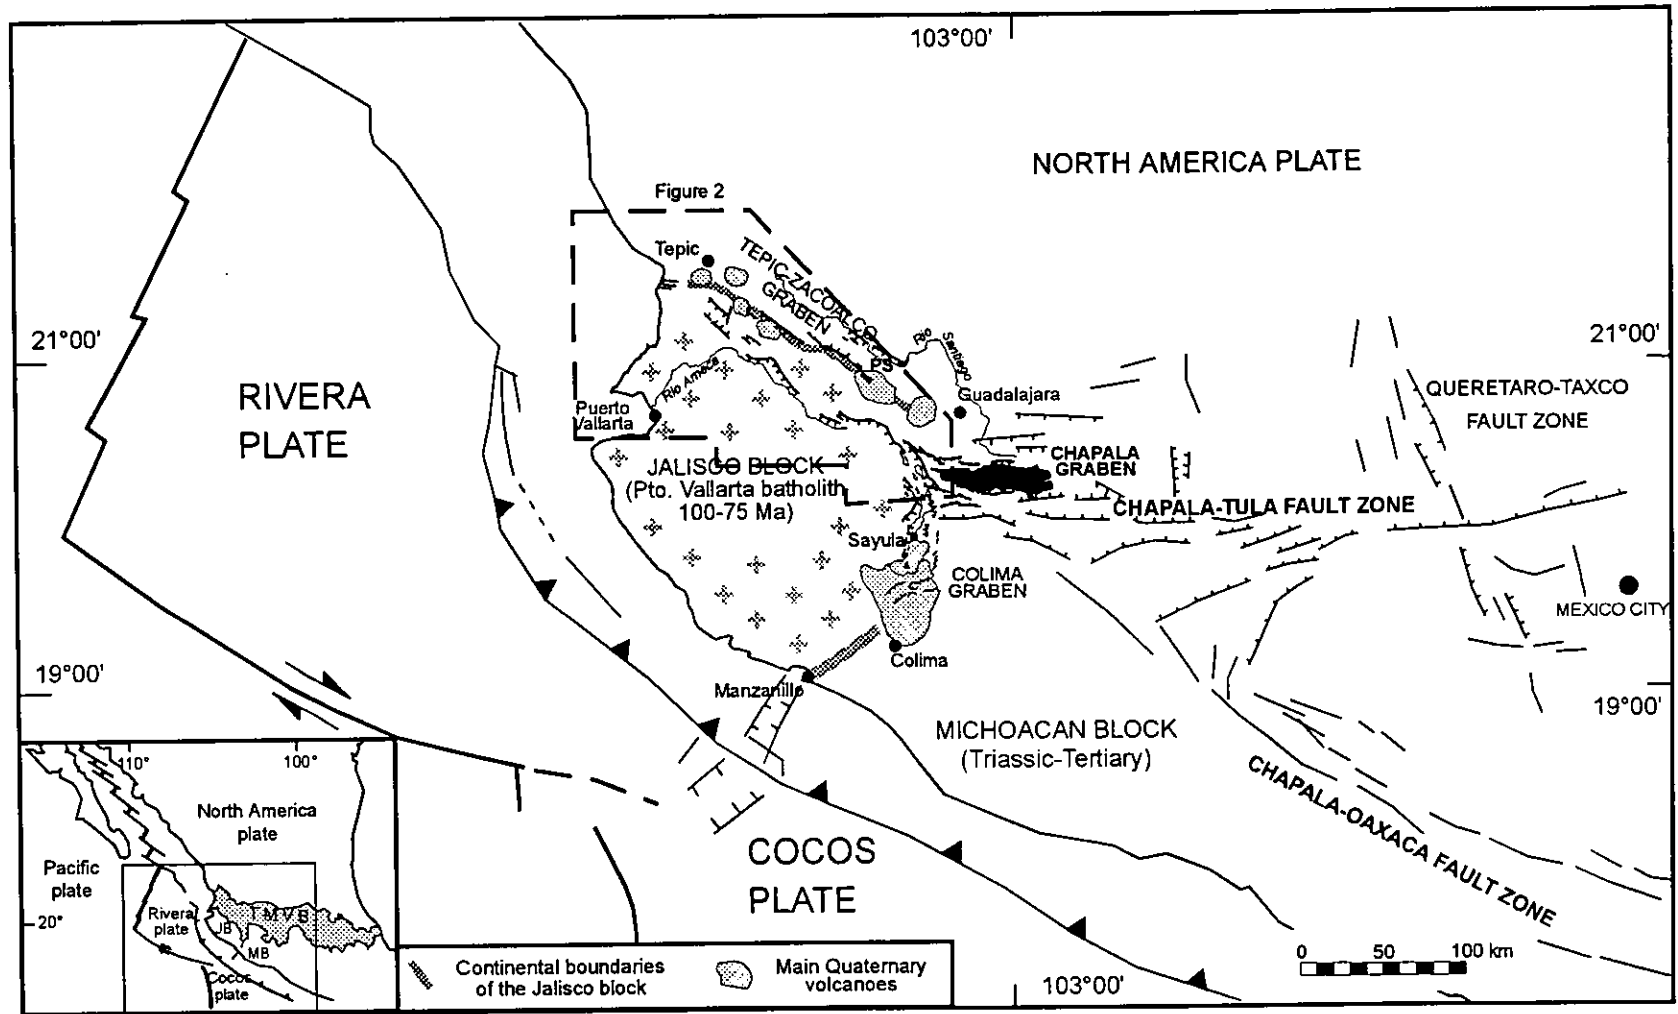 103°00'
NORTH AMERICA PLATE
Figure 2
Tepic
TEPIC-ZACOALCO
GRABEN
Rio Santiago
21°00'
21°00'
PS
RIVERA
PLATE
Rio Ameca
Guadalajara
QUERETARO-TAXCO
FAULT ZONE
Puerto
Vallarta
CHAPALA
GRABEN
JALISCO BLOCK
(Pto. Vallarta batholith
100-75 Ma)
CHAPALA-TULA FAULT ZONE
Sayula
COLIMA
GRABEN
MEXICO CITY
Colima
19°00'
Manzanillo
19°00'
MICHOACAN BLOCK
(Triassic-Tertiary)
CHAPALA-OAXACA FAULT ZONE
COCOS
PLATE
110°
100°
North America
plate
Pacific
plate
Rivera
plate
T M V B
20°
JB
MB
Cocos
plate
Continental boundaries
of the Jalisco block
Main Quaternary
volcanoes
0 50 100 km
103°00'